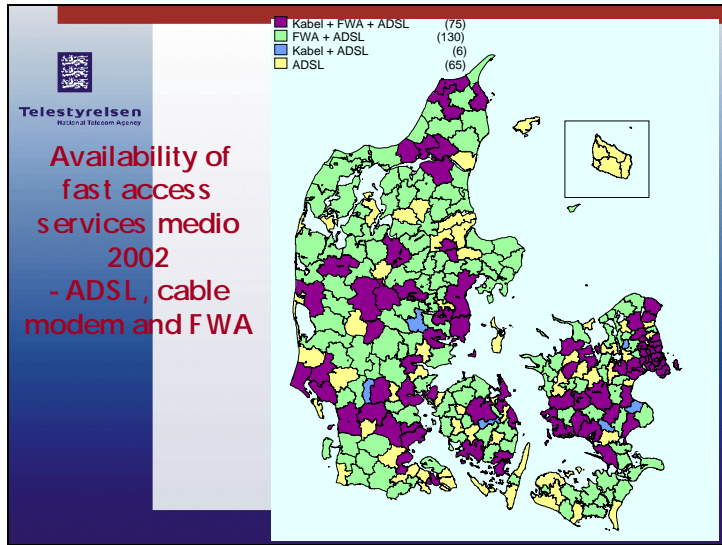 Kabel + FWA + ADSL (75)
FWA + ADSL (130)
Kabel + ADSL (6)
ADSL (65)
Telestyrelsen
National Telecom Agency
Availability of
fast access
services medio
2002
- ADSL, cable
modem and FWA